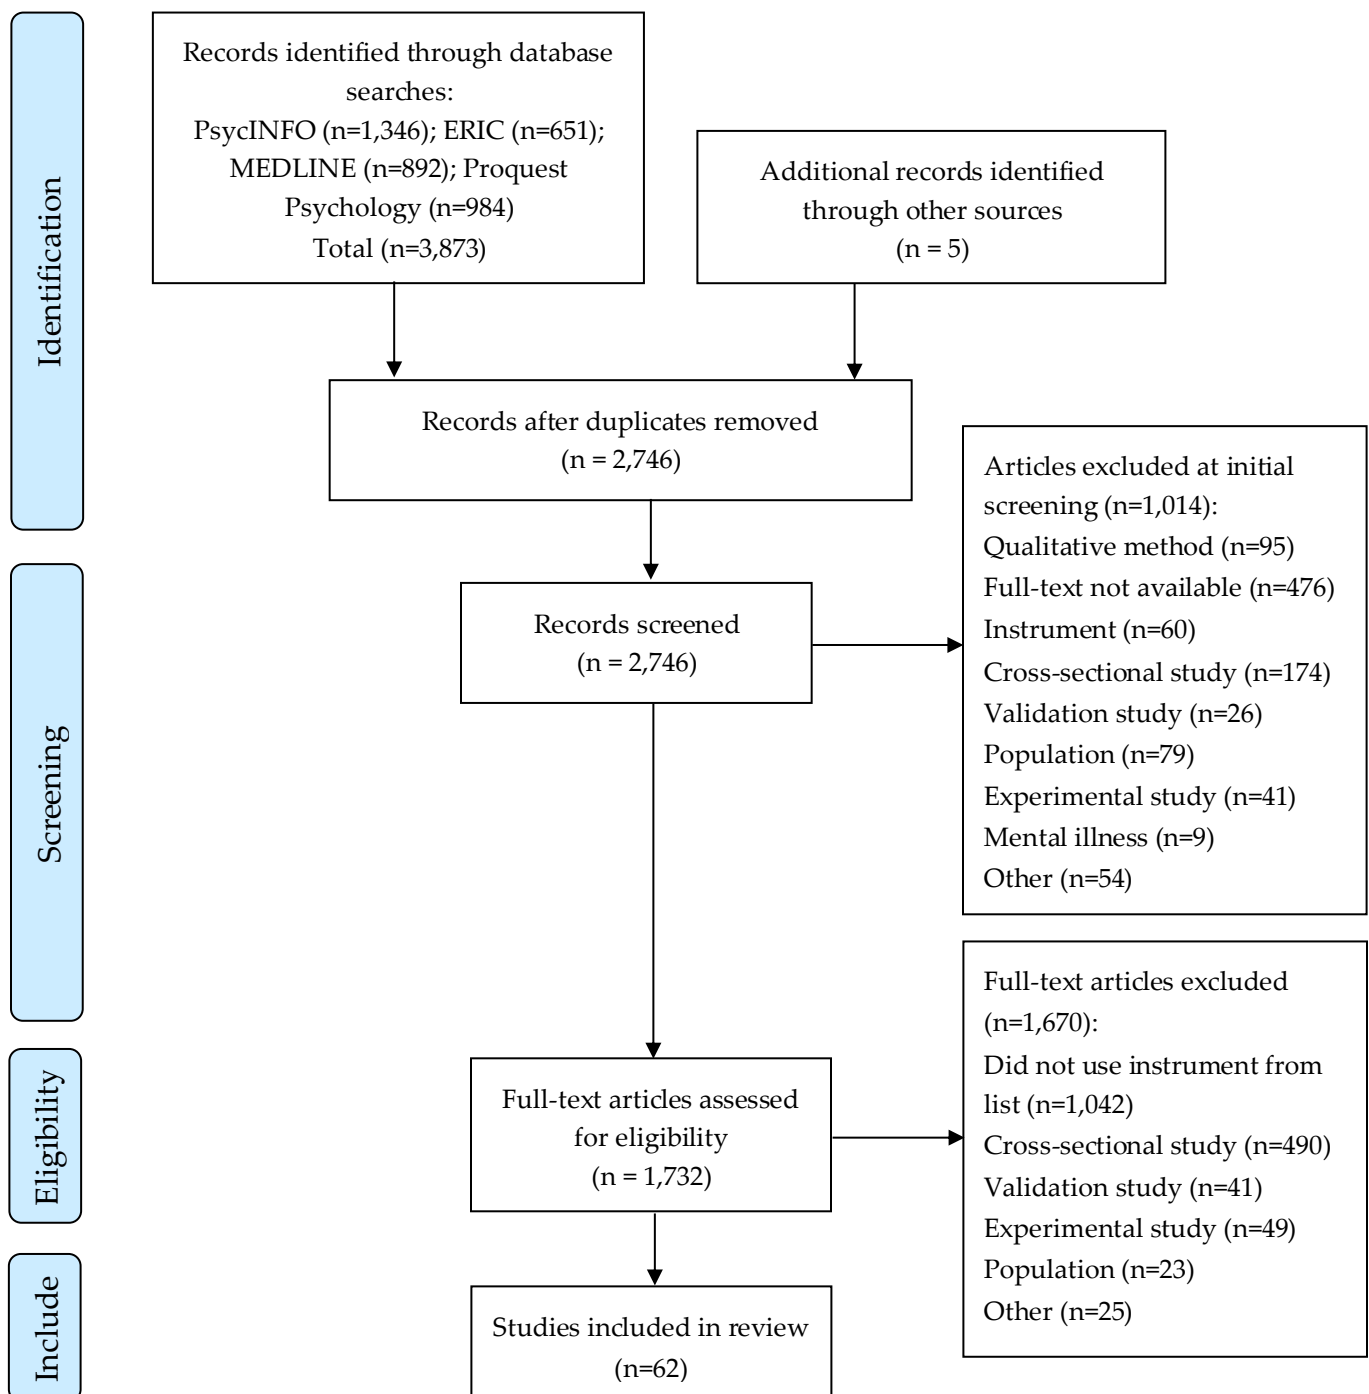 Identification
Records identified through database
searches:
PsycINFO (n=1,346); ERIC (n=651);
MEDLINE (n=892); Proquest
Psychology (n=984)
Total (n=3,873)
Additional records identified
through other sources
(n = 5)
Records after duplicates removed
(n = 2,746)
Screening
Records screened
(n = 2,746)
Articles excluded at initial
screening (n=1,014):
Qualitative method (n=95)
Full-text not available (n=476)
Instrument (n=60)
Cross-sectional study (n=174)
Validation study (n=26)
Population (n=79)
Experimental study (n=41)
Mental illness (n=9)
Other (n=54)
Eligibility
Full-text articles assessed
for eligibility
(n = 1,732)
Full-text articles excluded
(n=1,670):
Did not use instrument from
list (n=1,042)
Cross-sectional study (n=490)
Validation study (n=41)
Experimental study (n=49)
Population (n=23)
Other (n=25)
Include
Studies included in review
(n=62)